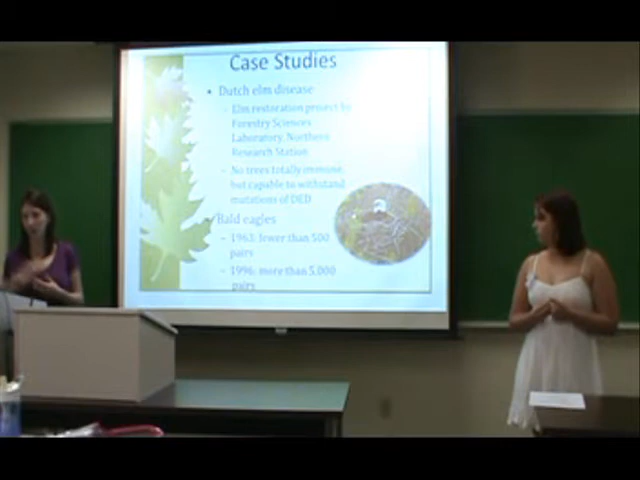 Case Studies
• Dutch elm disease
– Elm restoration project by
Forestry Sciences
Laboratory, Northern
Research Station
– No trees totally immune,
but capable to withstand
mutations of DED
• Bald eagles
– 1963: fewer than 500
pairs
– 1996: more than 5,000
pairs